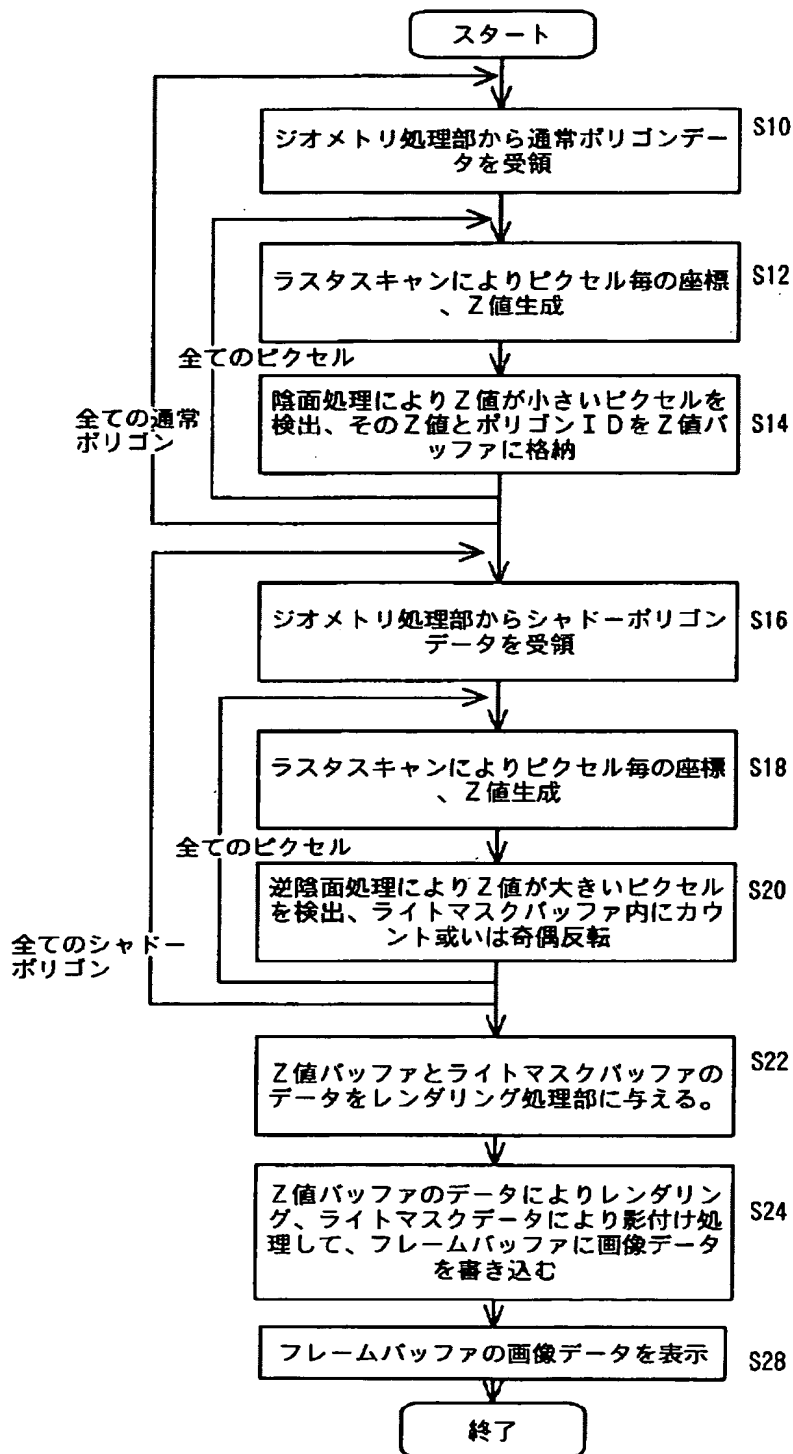 スタート
S10
ジオメトリ処理部から通常ポリゴンデー
タを受領
S12
ラスタスキャンによりピクセル毎の座標
、Z値生成
全てのピクセル
全ての通常
ポリゴン
陰面処理によりZ値が小さいピクセルを
検出、そのZ値とポリゴンIDをZ値バ
ッファに格納
S14
ジオメトリ処理部からシャドーポリゴン
データを受領
S16
ラスタスキャンによりピクセル毎の座標
、Z値生成
S18
全てのピクセル
逆陰面処理によりZ値が大きいピクセル
を検出、ライトマスクバッファ内にカウ
ント或いは奇偶反転
S20
全てのシャドー
ポリゴン
Z値バッファとライトマスクバッファの
データをレンダリング処理部に与える。
S22
Z値バッファのデータによりレンダリン
グ、ライトマスクデータにより影付け処
理して、フレームバッファに画像データ
を書き込む
S24
フレームバッファの画像データを表示
S28
終了